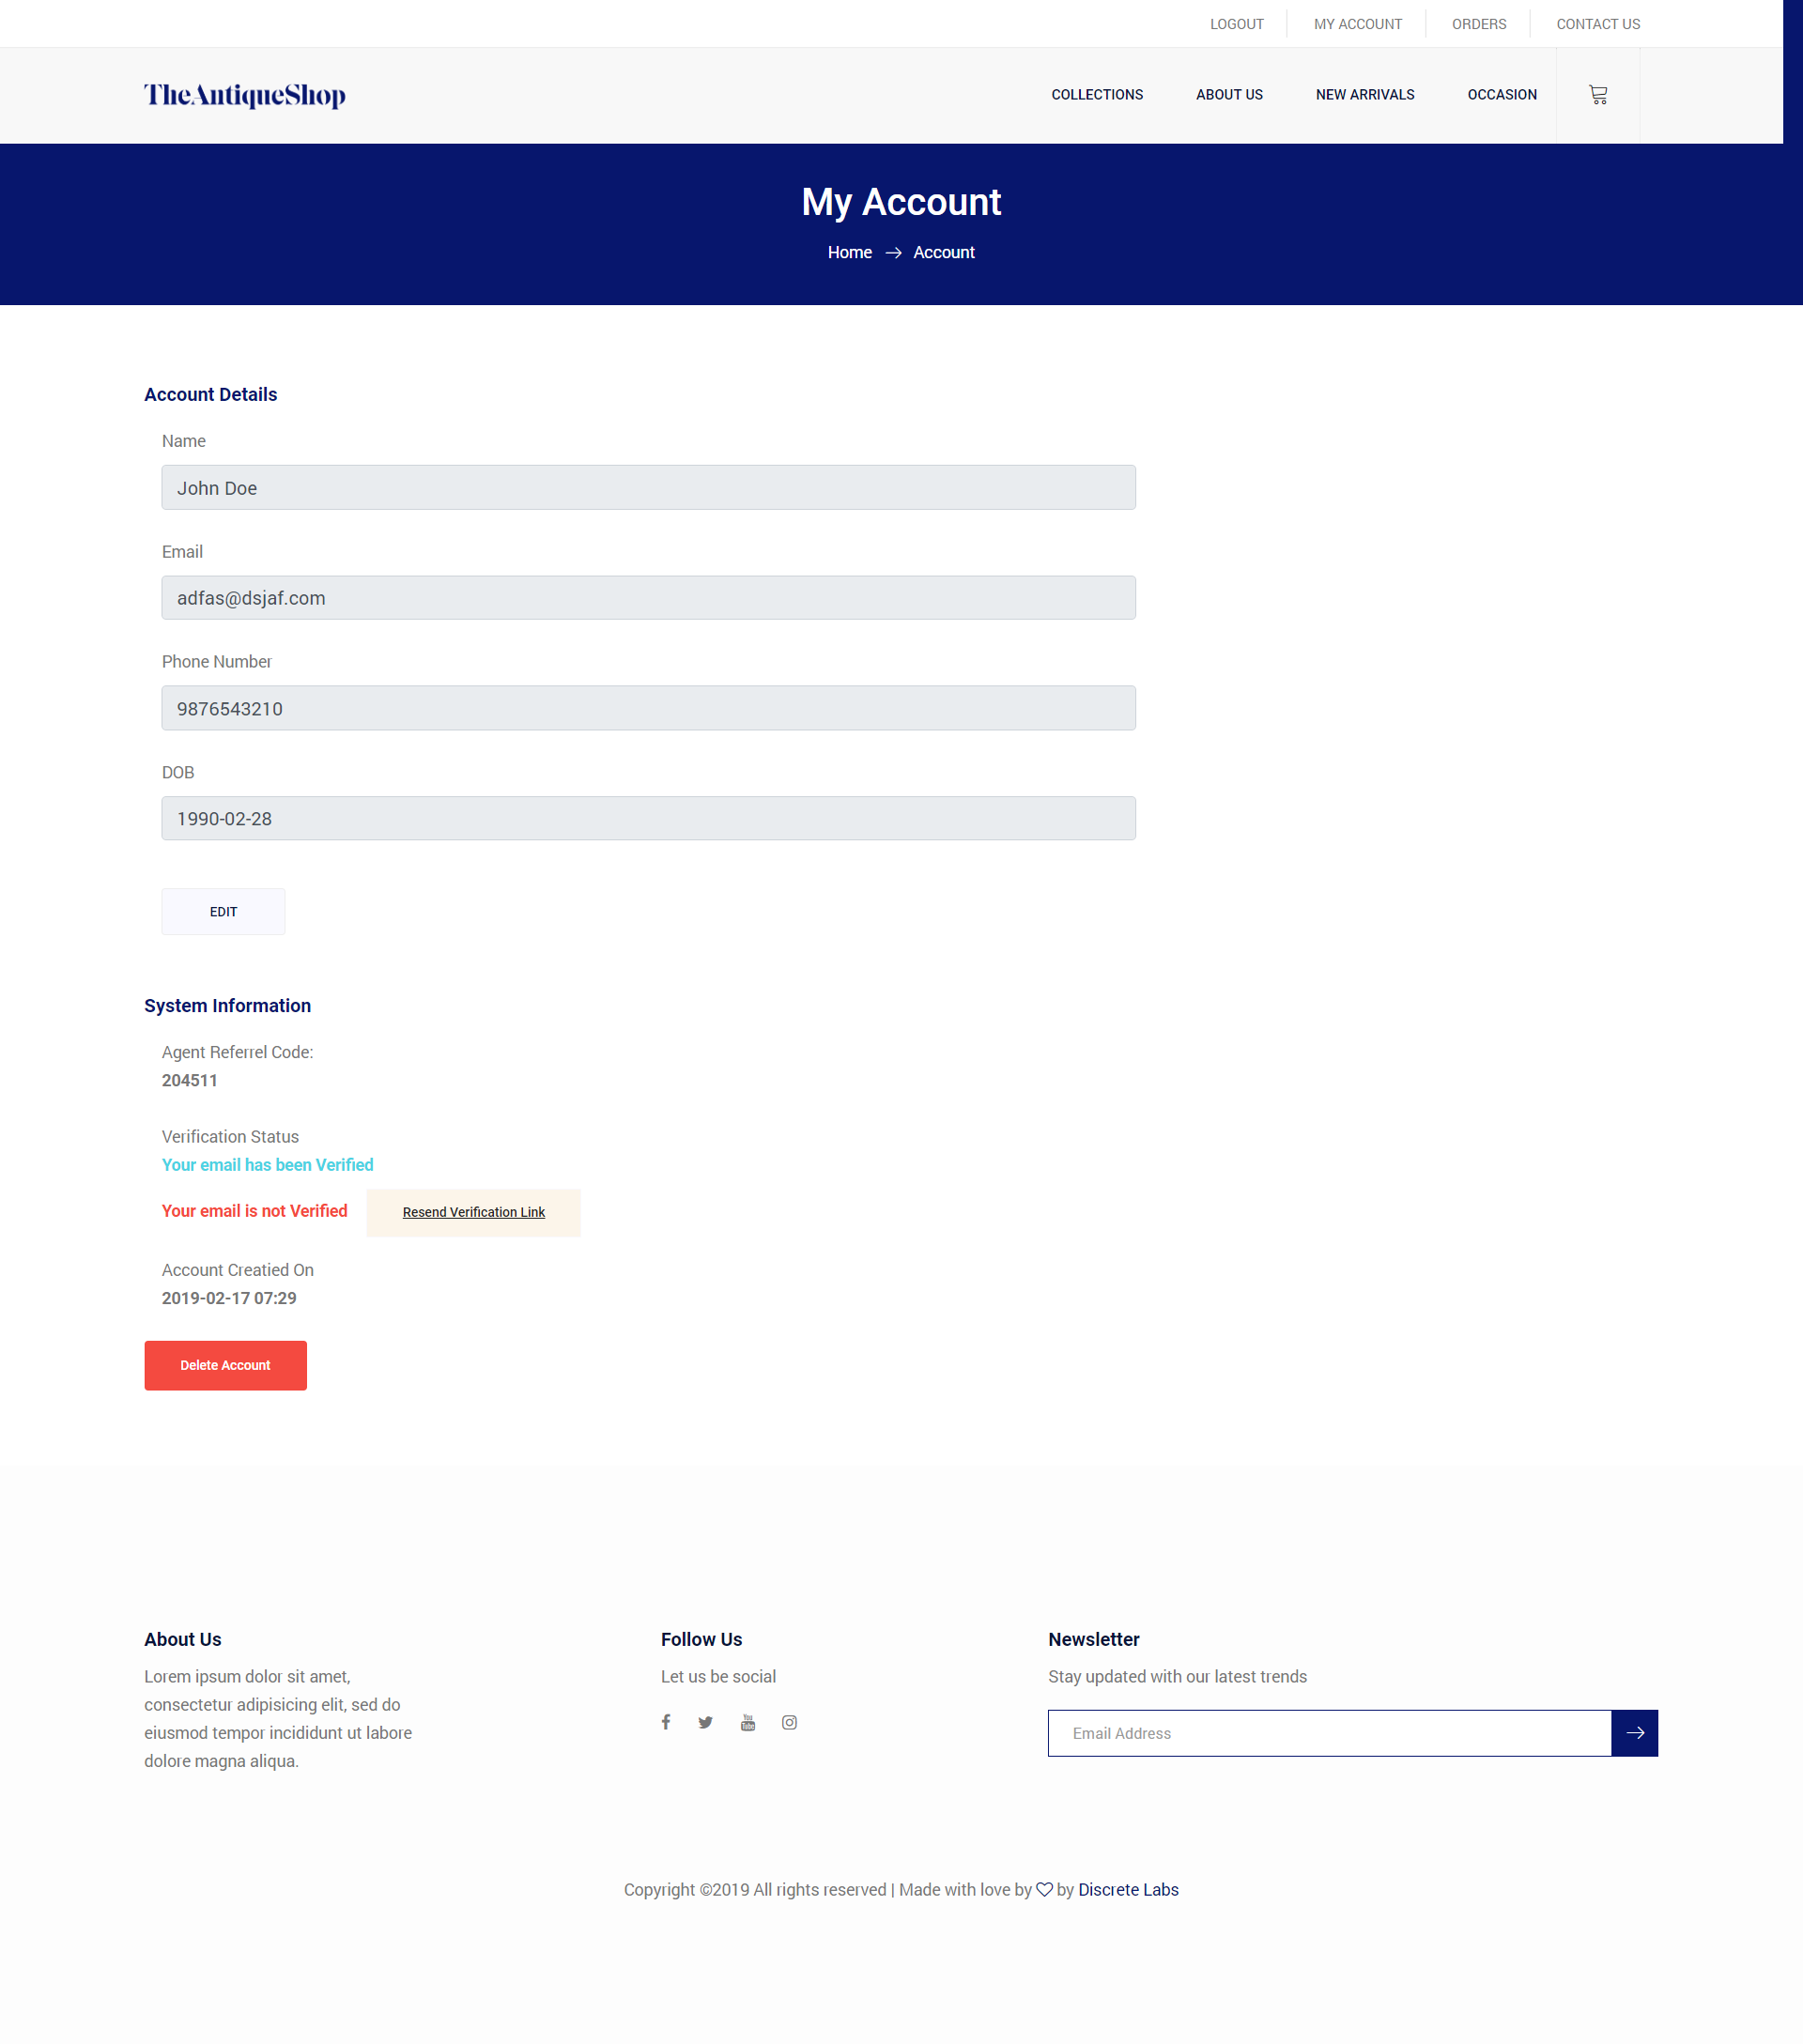 LOGOUT MY ACCOUNT ORDERS CONTACT US
TheAntiqueShop COLLECTIONS ABOUT US NEW ARRIVALS OCCASION
My Account
Home Account
Account Details
Name
John Doe
Email
adfas@dsjaf.com
Phone Number
9876543210
DOB
1990-02-28
EDIT
System Information
Agent Referrel Code:
204511
Verification Status
Your email has been Verified
Your email is not Verified Resend Verification Link
Account Creatied On
2019-02-17 07:29
Delete Account
About Us
Lorem ipsum dolor sit amet,
consectetur adipisicing elit, sed do
eiusmod tempor incididunt ut labore
dolore magna aliqua.
Follow Us
Let us be social
Newsletter
Stay updated with our latest trends
Email Address
Copyright ©2019 All rights reserved | Made with love by ♡ by Discrete Labs